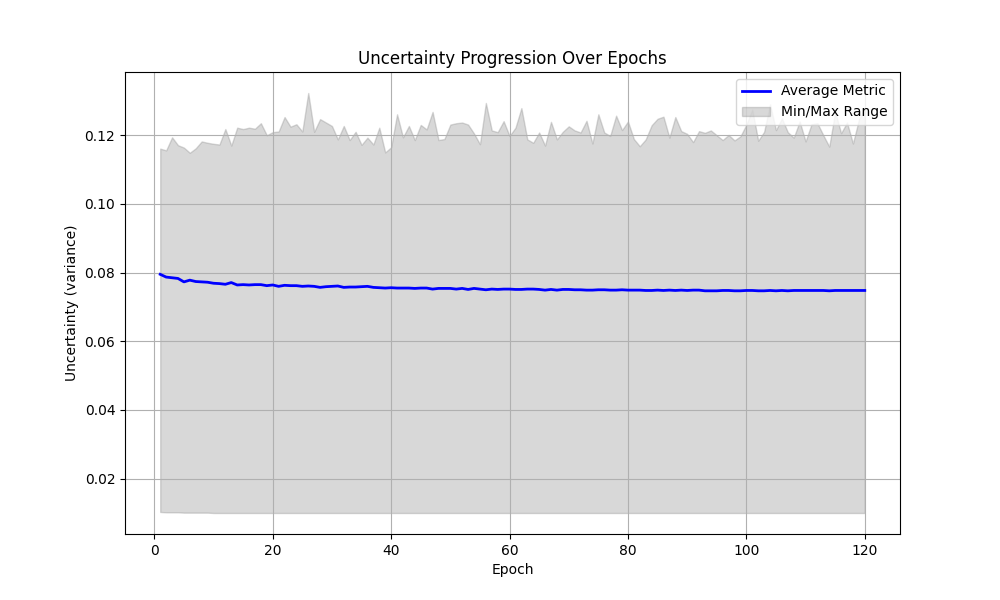 Uncertainty Progression Over Epochs
Average Metric
Min/Max Range
Uncertainty (variance)
0.12
0.10
0.08
0.06
0.04
0.02
0 20 40 60 80 100 120
Epoch